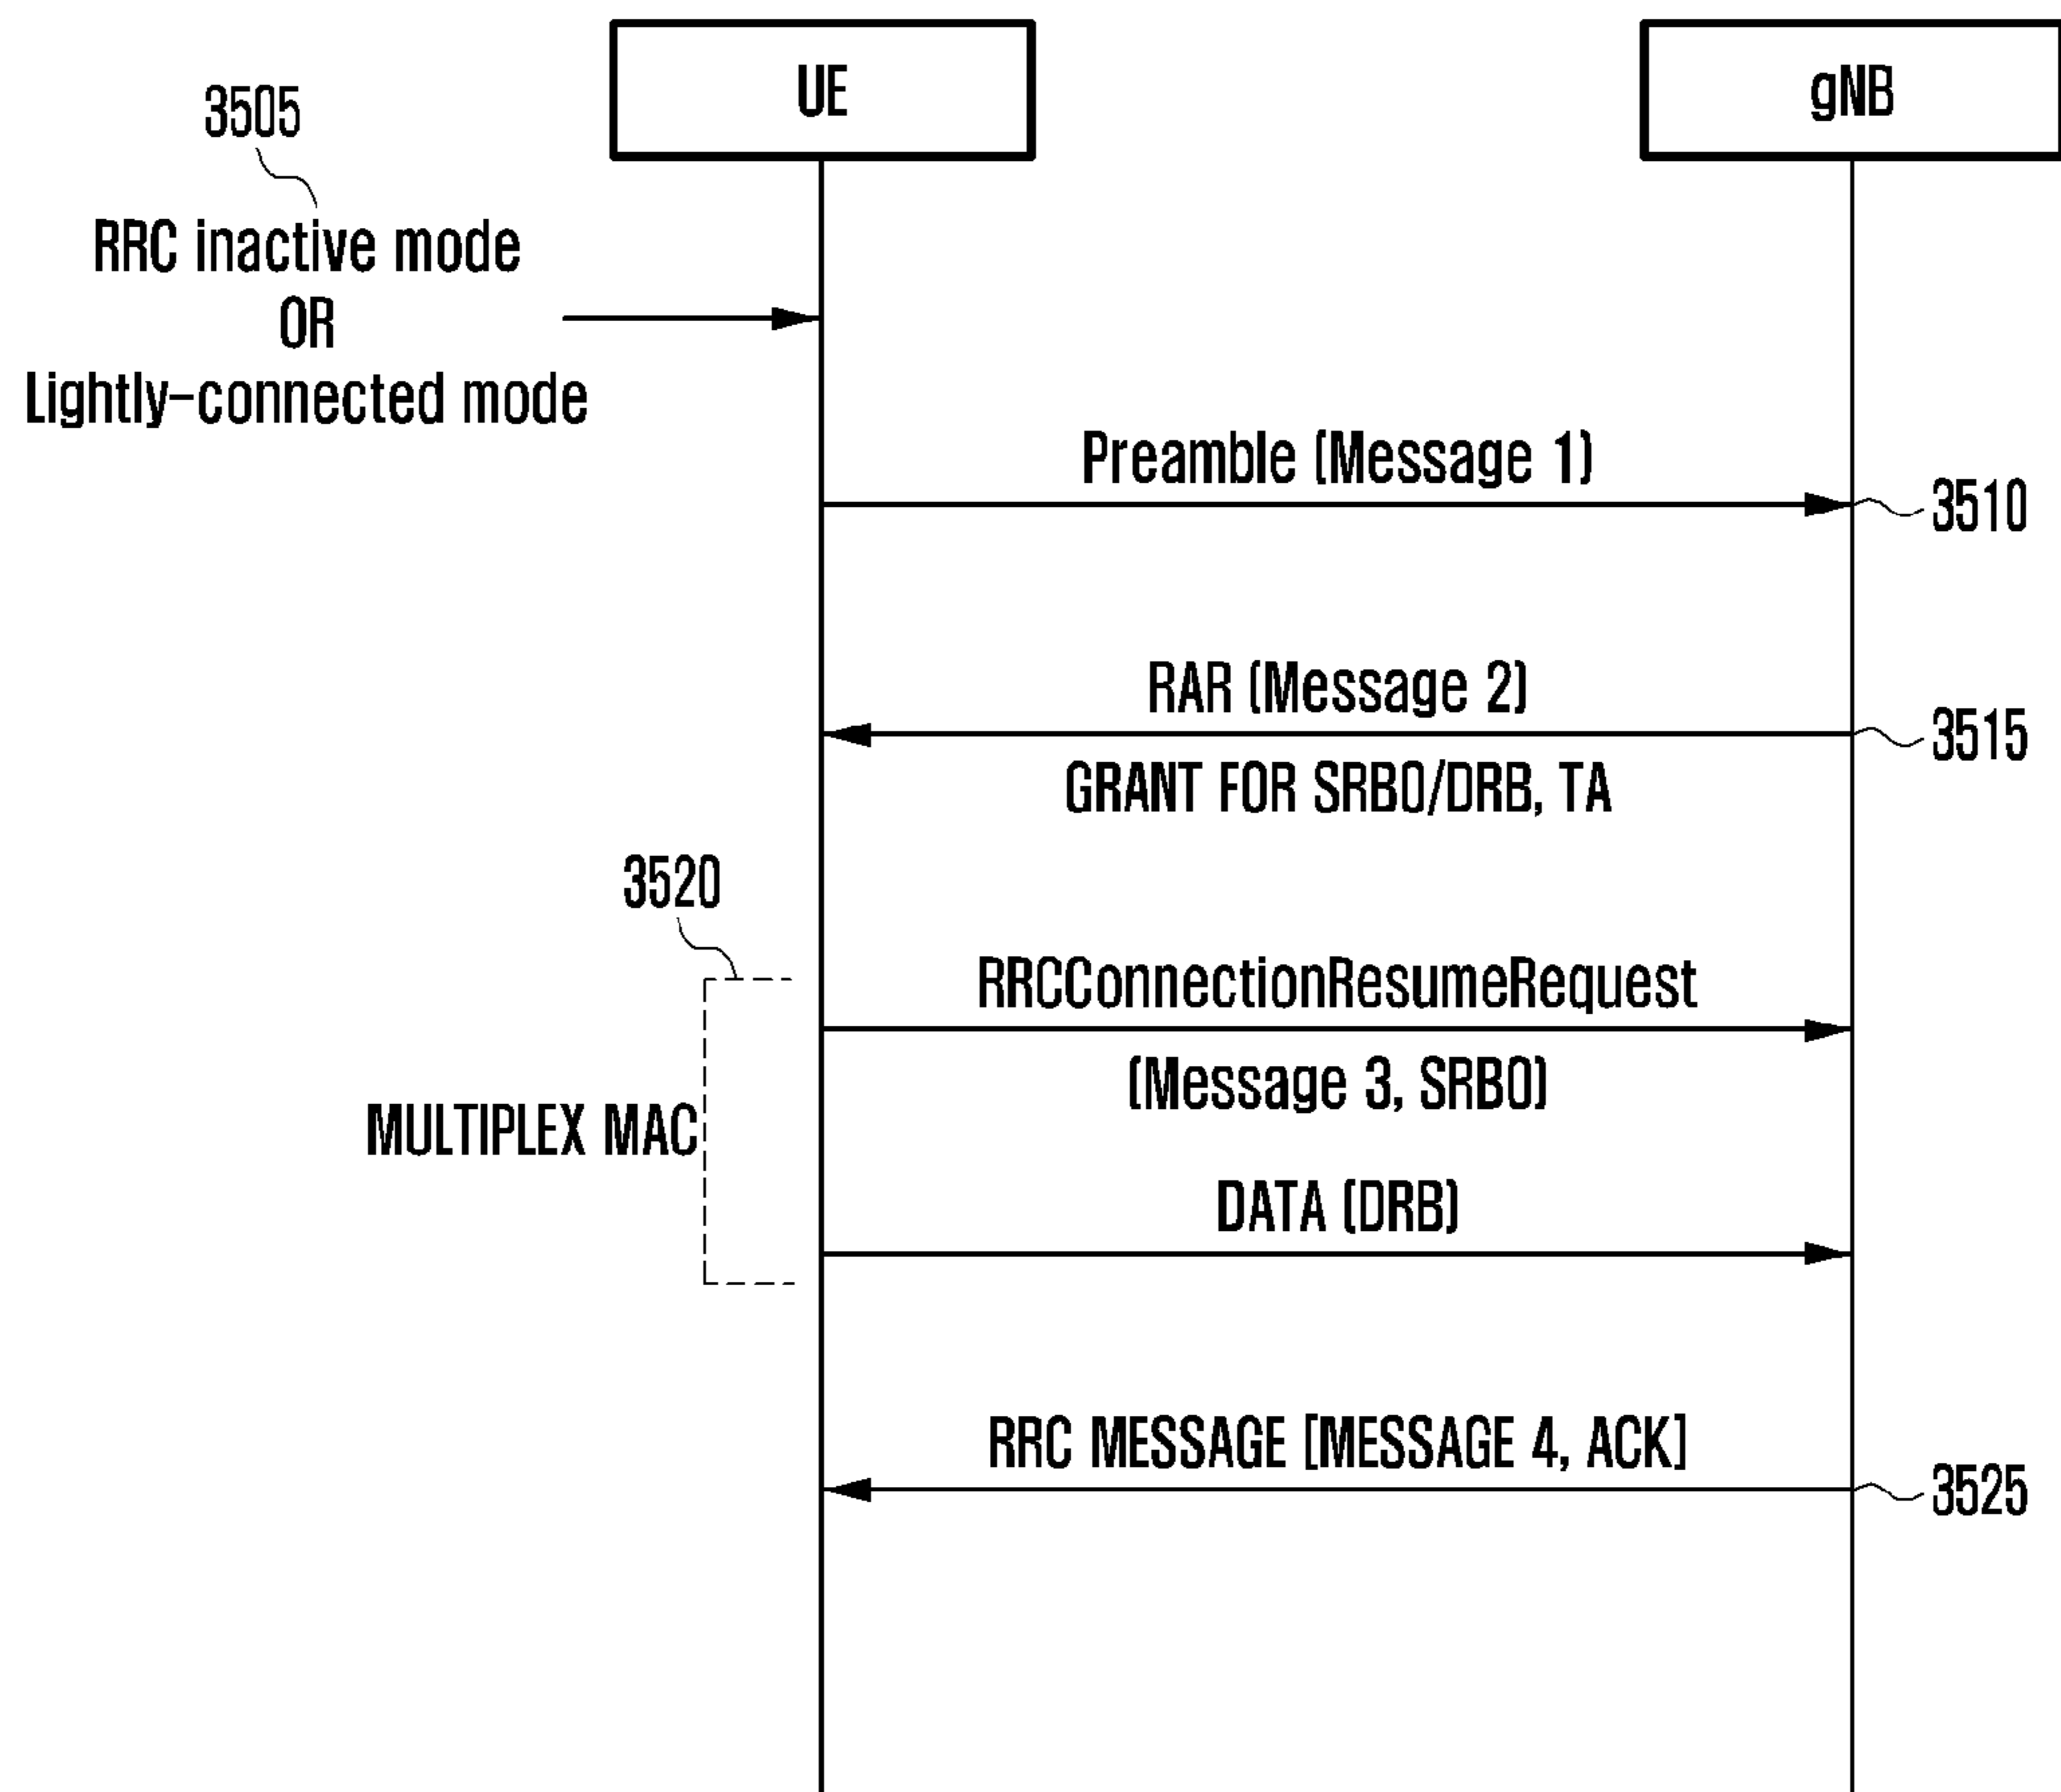 UE
gNB
3505
RRC inactive mode
OR
Lightly-connected mode
Preamble (Message 1)
3510
RAR (Message 2)
3515
GRANT FOR SRB0/DRB, TA
3520
RRCConnectionResumeRequest
(Message 3, SRB0)
MULTIPLEX MAC
DATA (DRB)
RRC MESSAGE [MESSAGE 4, ACK]
3525